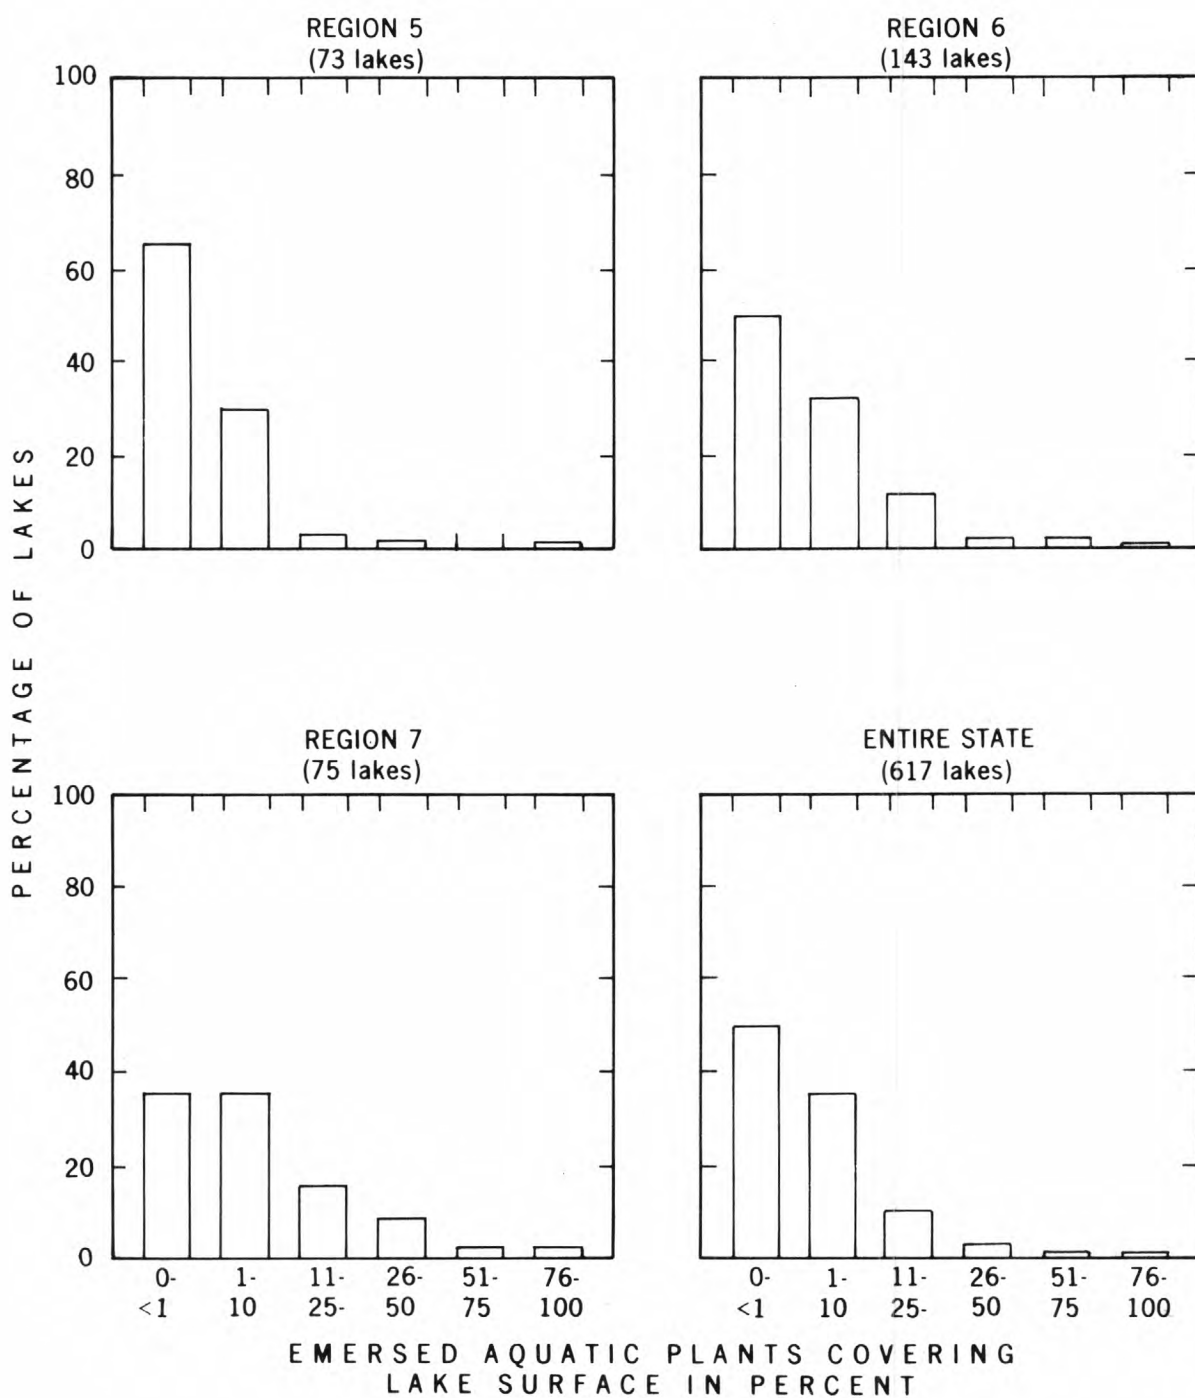 REGION 5
(73 lakes)
REGION 6
(143 lakes)
100
80
60
40
20
0
PERCENTAGE OF LAKES
REGION 7
(75 lakes)
ENTIRE STATE
(617 lakes)
100
80
60
40
20
0
0- 1- 11- 26- 51- 76-
<1 10 25- 50 75 100
0- 1- 11- 26- 51- 76-
<1 10 25- 50 75 100
EMERSED AQUATIC PLANTS COVERING
LAKE SURFACE IN PERCENT